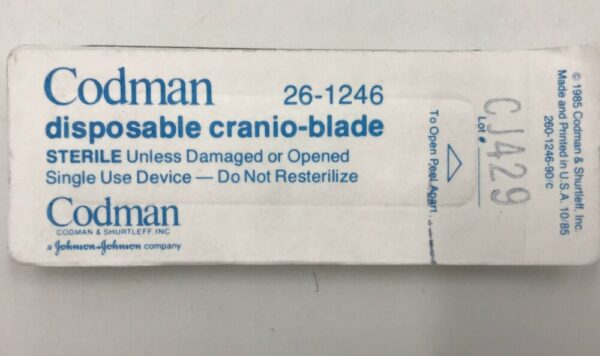 Codman 26-1246
disposable cranio-blade
STERILE Unless Damaged or Opened
Single Use Device — Do Not Resterilize
Codman
CODMAN & SHURTLEFF, INC
a Johnson & Johnson company
To Open Peel Apart
Lot #
CJ429
© 1985 Codman & Shurtleff, Inc.
Made and Printed in U.S.A. 10/85
260-1246-90/c